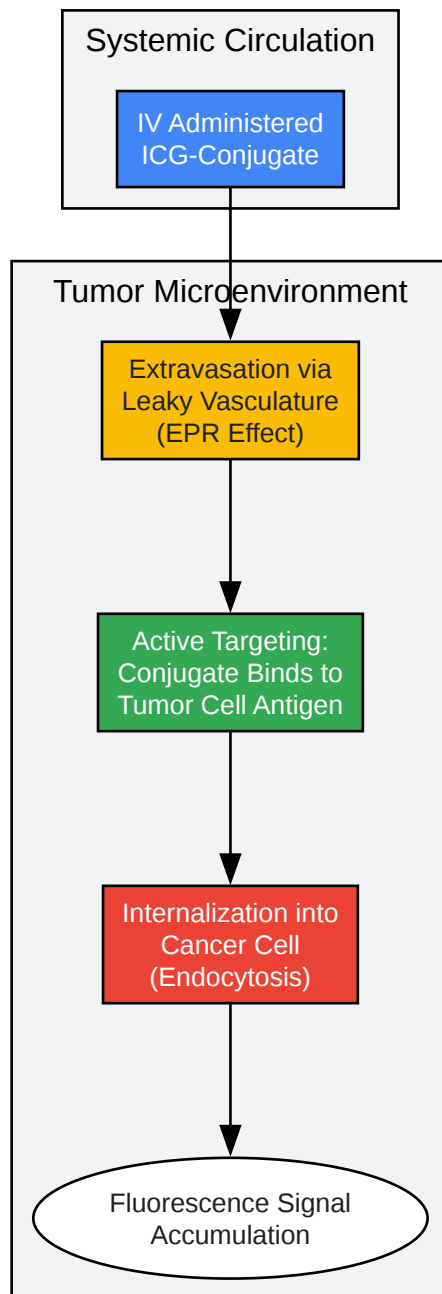 Systemic Circulation
IV Administered
ICG-Conjugate
Tumor Microenvironment
Extravasation via
Leaky Vasculature
(EPR Effect)
Active Targeting:
Conjugate Binds to
Tumor Cell Antigen
Internalization into
Cancer Cell
(Endocytosis)
Fluorescence Signal
Accumulation